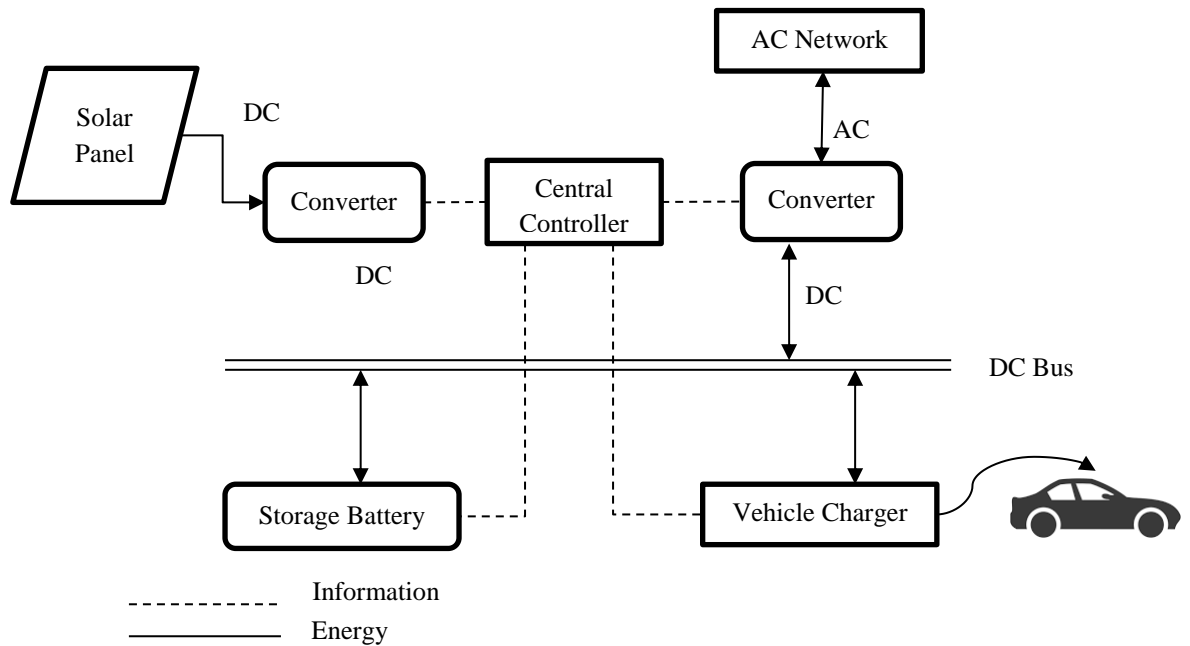 AC Network
Solar
Panel
DC
AC
Converter
Central
Controller
Converter
DC
DC
DC Bus
Storage Battery
Vehicle Charger
Information
Energy